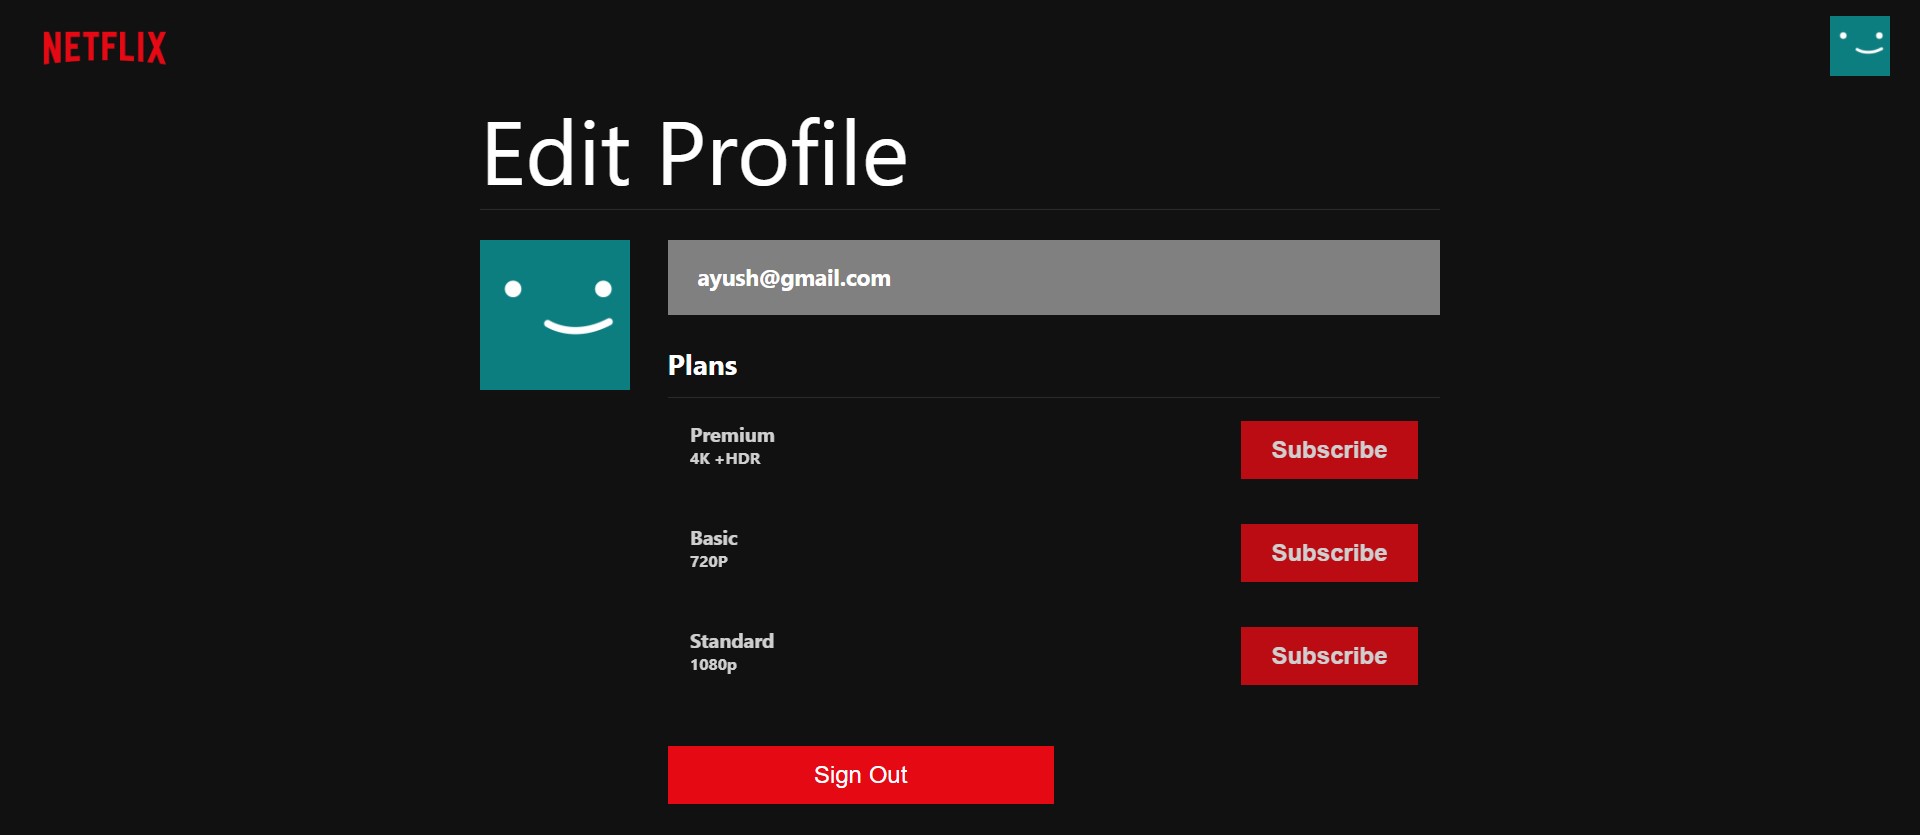 NETFLIX
Edit Profile
ayush@gmail.com
Plans
Premium
4K +HDR
Subscribe
Basic
720P
Subscribe
Standard
1080p
Subscribe
Sign Out